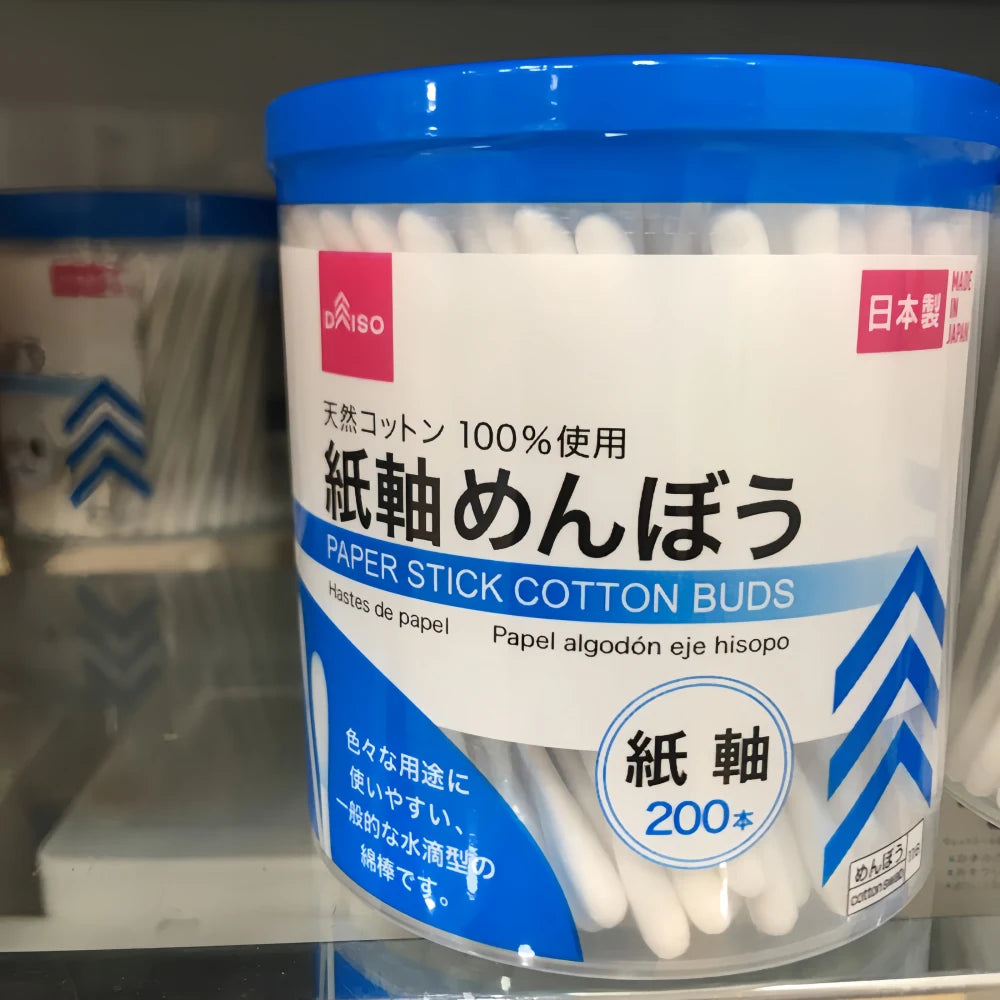 DAISO
日本製
MADE
IN
JAPAN
天然コットン 100%使用
紙軸めんぼう
PAPER STICK COTTON BUDS
Hastes de papel
Papel algodón eje hisopo
紙軸
200本
色々な用途に
使いやすい、
一般的な水滴型の
綿棒です。
めんぼう
cotton swab